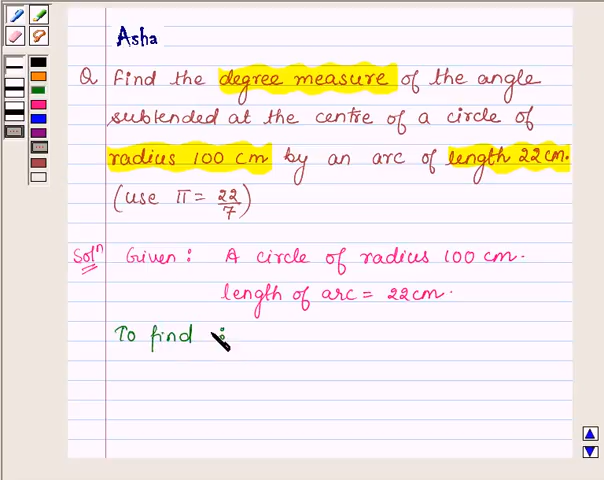 Asha
Q Find the degree measure of the angle
subtended at the centre of a circle of
radius 100 cm by an arc of length 22 cm.
(use π = 22/7)
Solⁿ Given : A circle of radius 100 cm.
length of arc = 22 cm.
To find :